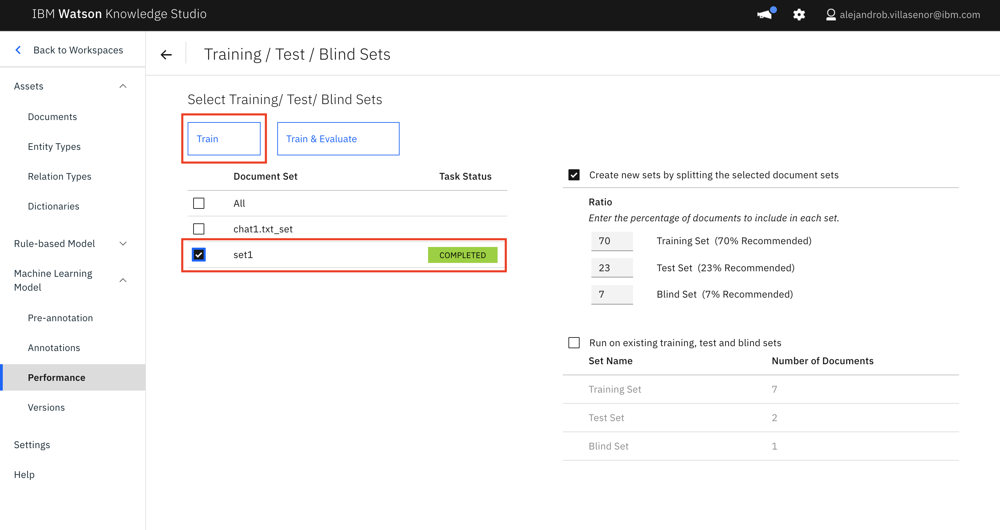 IBM Watson Knowledge Studio
alejandrob.villasenor@ibm.com
Back to Workspaces
Assets
Documents
Entity Types
Relation Types
Dictionaries
Rule-based Model
Machine Learning
Model
Pre-annotation
Annotations
Performance
Versions
Settings
Help
Training / Test / Blind Sets
Select Training/ Test/ Blind Sets
Train
Train & Evaluate
Document Set Task Status
All
chat1.txt_set
set1 COMPLETED
Create new sets by splitting the selected document sets
Ratio
Enter the percentage of documents to include in each set.
70 Training Set (70% Recommended)
23 Test Set (23% Recommended)
7 Blind Set (7% Recommended)
Run on existing training, test and blind sets
Set Name Number of Documents
Training Set 7
Test Set 2
Blind Set 1